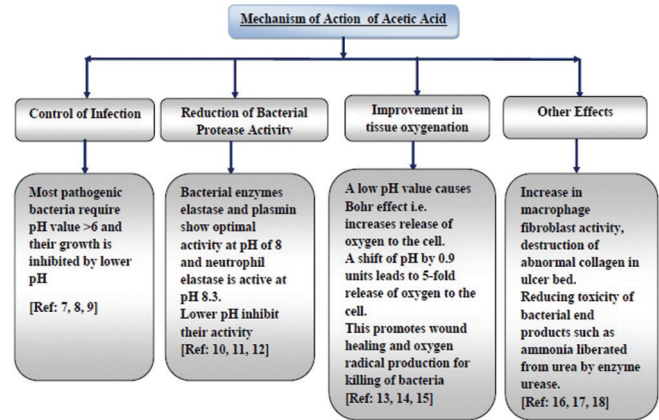 Mechanism of Action of Acetic Acid
Control of Infection
Reduction of Bacterial
Protease Activity
Improvement in
tissue oxygenation
Other Effects
Most pathogenic
bacteria require
pH value >6 and
their growth is
inhibited by lower
pH
[Ref: 7, 8, 9]
Bacterial enzymes
elastase and plasmin
show optimal
activity at pH of 8
and neutrophil
elastase is active at
pH 8.3.
Lower pH inhibit
their activity
[Ref: 10, 11, 12]
A low pH value causes
Bohr effect i.e.
increases release of
oxygen to the cell.
A shift of pH by 0.9
units leads to 5-fold
release of oxygen to the
cell.
This promotes wound
healing and oxygen
radical production for
killing of bacteria
[Ref: 13, 14, 15]
Increase in
macrophage
fibroblast activity,
destruction of
abnormal collagen in
ulcer bed.
Reducing toxicity of
bacterial end
products such as
ammonia liberated
from urea by enzyme
urease.
[Ref: 16, 17, 18]